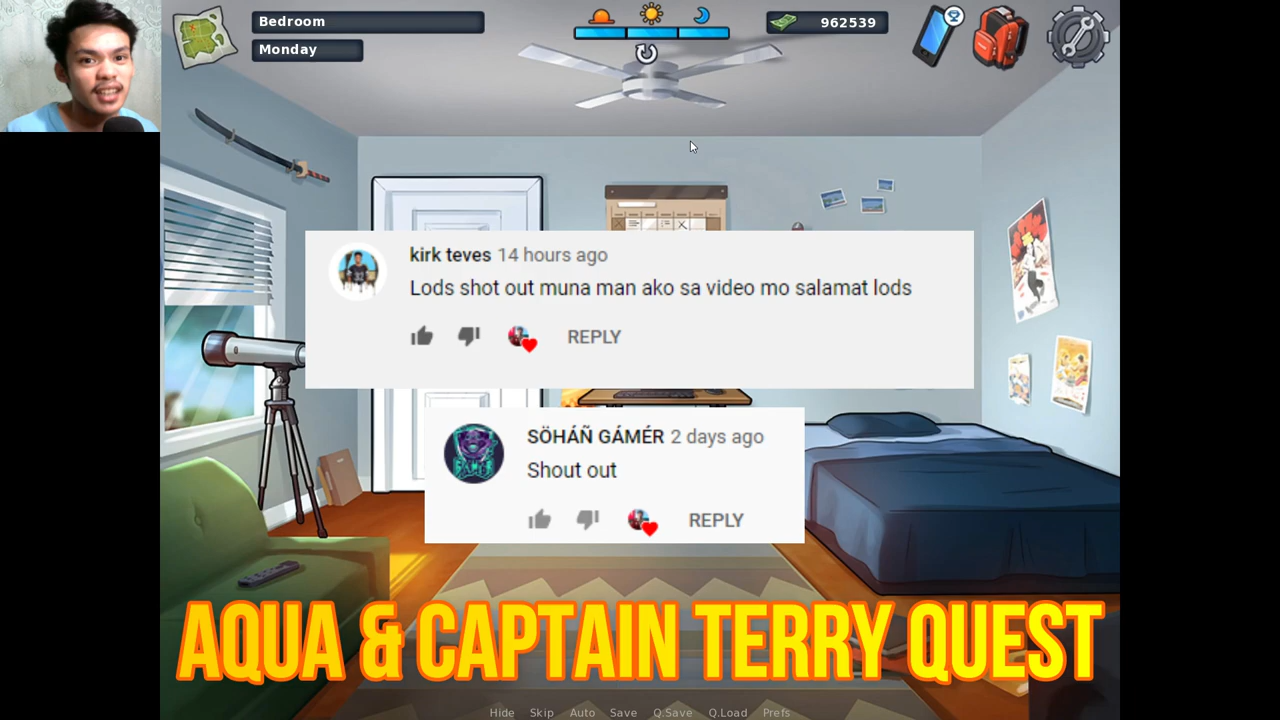 Bedroom
962539
Monday
kirk teves 14 hours ago
Lods shot out muna man ako sa video mo salamat lods
REPLY
SÖHÁÑ GÁMÉR 2 days ago
Shout out
REPLY
AQUA & CAPTAIN TERRY QUEST
Hide Skip Auto Save Q.Save Q.Load Prefs